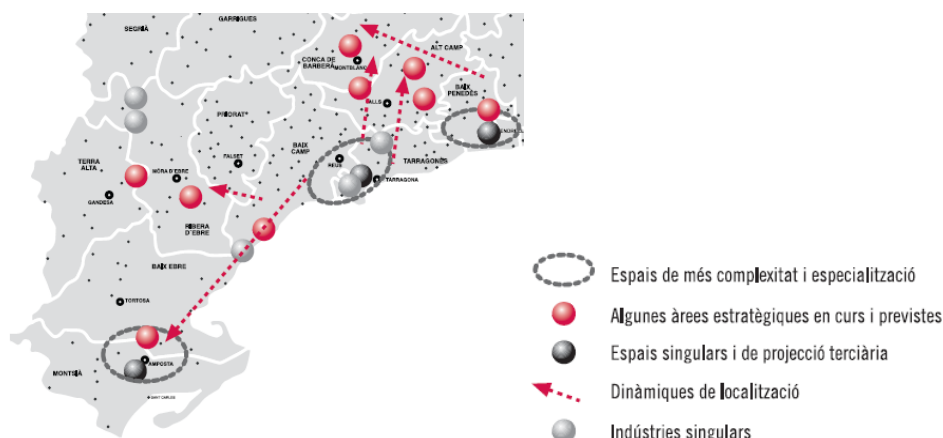 SEGRIÀ
GARRIGUES
ALT CAMP
CONCA DE
BARBERÀ
MONTBLANC
BAIX
PENEDÈS
VALLS
PRIORAT
BAIX
CAMP
FALSET
REUS
TARRAGONÈS
TERRA
ALTA
MÓRA D'EBRE
TARRAGONA
GANDESA
RIBERA
D'EBRE
BAIX EBRE
TORTOSA
AMPOSTA
MONTSIÀ
Espais de més complexitat i especialització
Algunes àrees estratègiques en curs i previstes
Espais singulars i de projecció terciària
Dinàmiques de localització
Indústries singulars